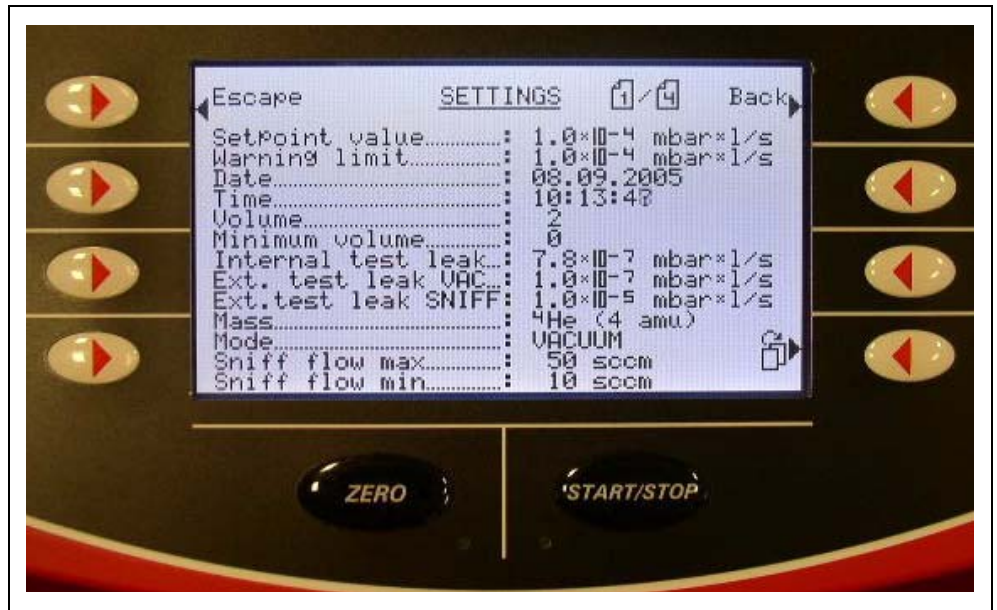 Escape SETTINGS 1/4 Back
Setpoint value: 1.0×10-4 mbar×l/s
Warning limit: 1.0×10-4 mbar×l/s
Date: 08.09.2005
Time: 10:13:4
Volume: 2
Minimum volume: 0
Internal test leak: 7.8×10-7 mbar×l/s
Ext. test leak VAC: 1.0×10-7 mbar×l/s
Ext.test leak SNIFF: 1.0×10-5 mbar×l/s
Mass: 4He (4 amu)
Mode: VACUUM
Sniff flow max: 50 sccm
Sniff flow min: 10 sccm
ZERO START/STOP